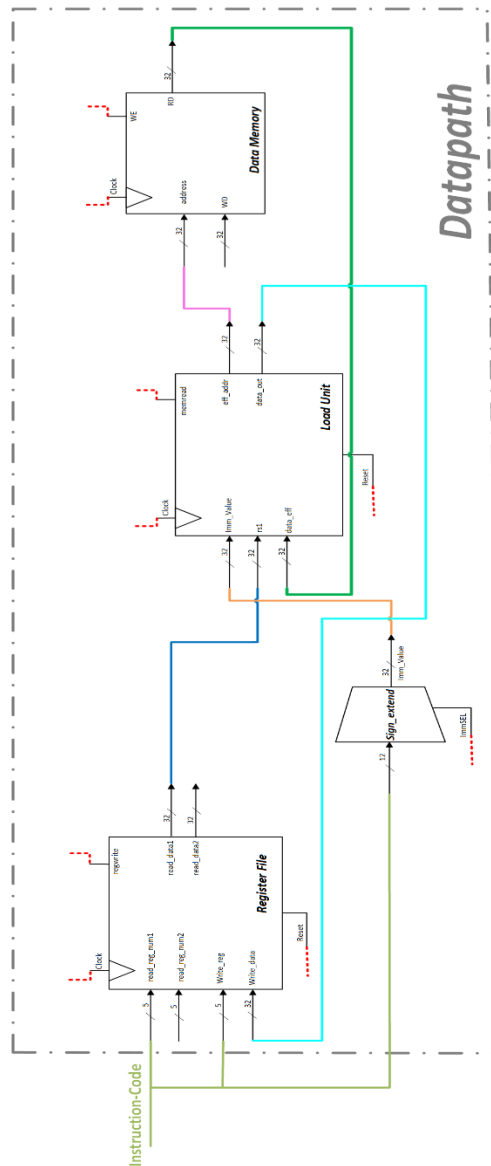 Datapath
Instruction-Code
Clock
regwrite
read_reg_num1
read_reg_num2
Write_reg
Write_data
read_data1
read_data2
Register File
Reset
5
5
5
32
32
32
12
Sign_extend
ImmSEL
32
Imm_Value
Clock
memread
Imm_Value
rs1
data_eff
eff_addr
data_out
Load Unit
Reset
32
32
32
32
32
Clock
WE
address
WD
RD
Data Memory
32
32
32